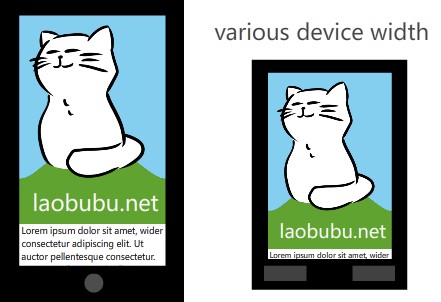 various device width
laobubu.net
Lorem ipsum dolor sit amet, wider
consectetur adipiscing elit. Ut
auctor pellentesque consectetur.
laobubu.net
Lorem ipsum dolor sit amet, wider